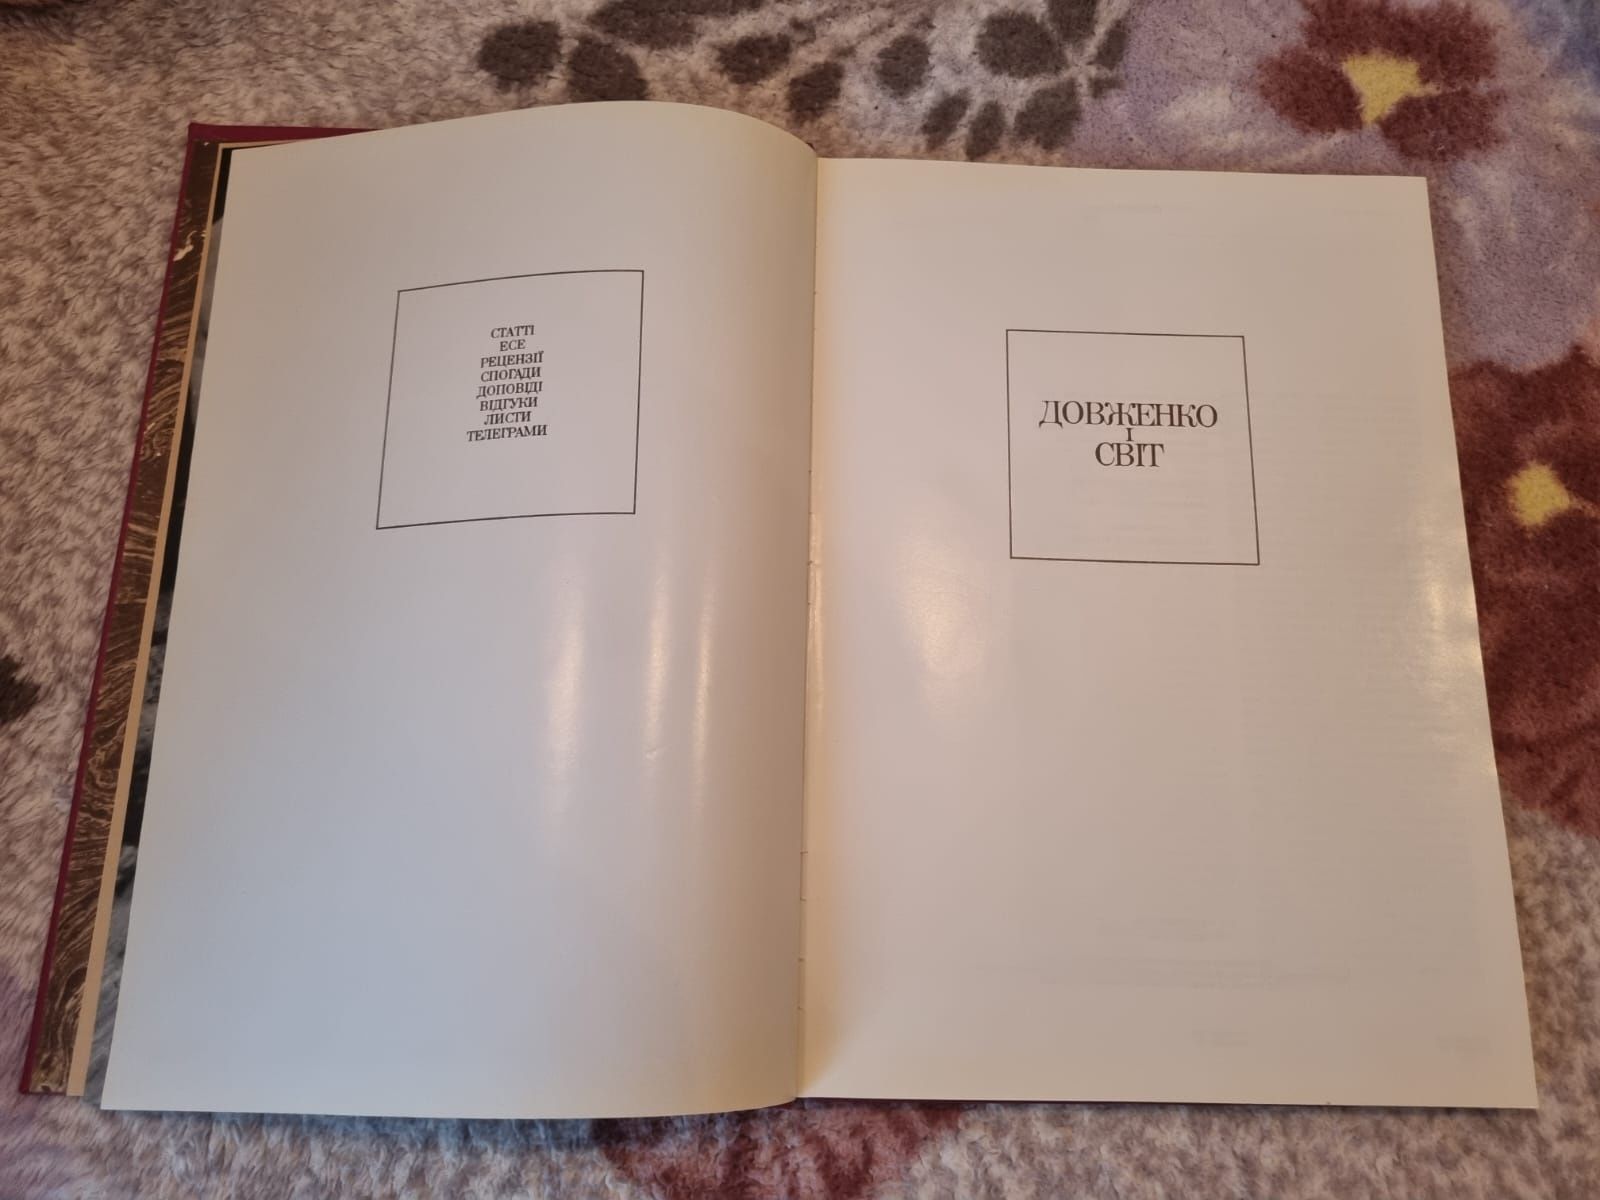 СТАТТІ
ЕСЕ
РЕЦЕНЗІЇ
СПОГАДИ
ДОПОВІДІ
ВІДГУКИ
ЛИСТИ
ТЕЛЕГРАМИ
ДОВЖЕНКО
І
СВІТ